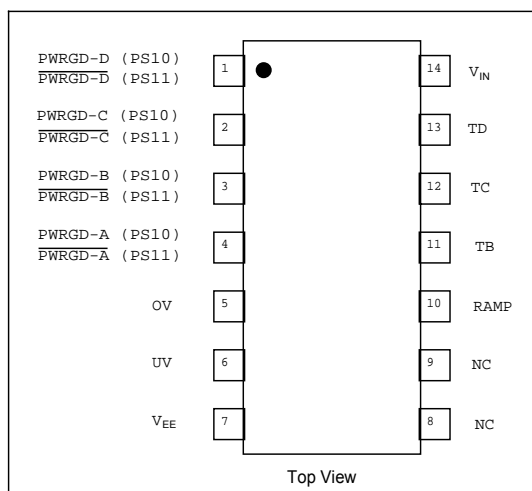 PWRGD-D (PS10)
PWRGD-D (PS11)
1
14
VIN
PWRGD-C (PS10)
PWRGD-C (PS11)
2
13
TD
PWRGD-B (PS10)
PWRGD-B (PS11)
3
12
TC
PWRGD-A (PS10)
PWRGD-A (PS11)
4
11
TB
OV
5
10
RAMP
UV
6
9
NC
VEE
7
8
NC
Top View